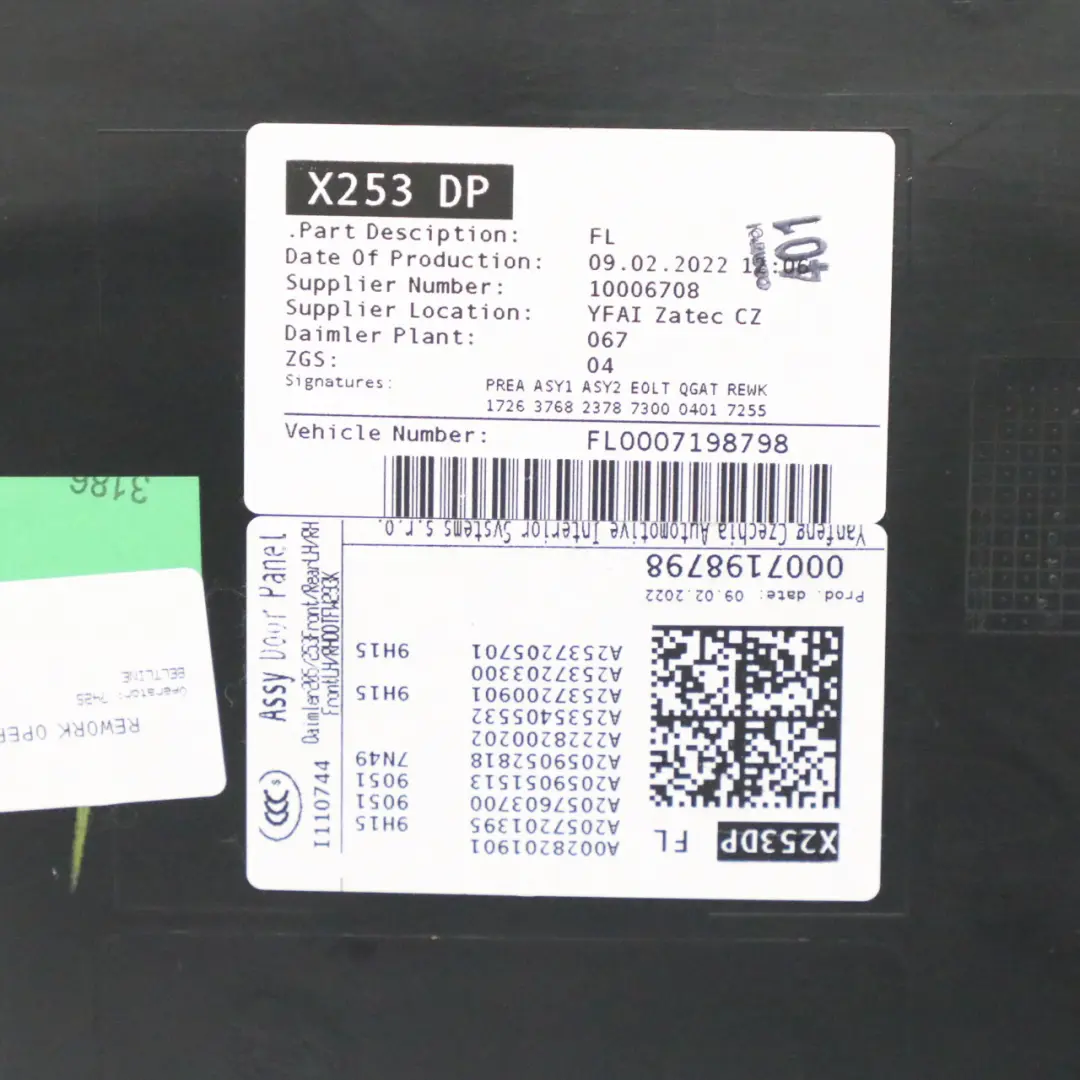 X253 DP
.Part Desciption: FL
Date Of Production: 09.02.2022 12:06
Supplier Number: 10006708
Supplier Location: YFAI Zatec CZ
Daimler Plant: 067
ZGS: 04
Signatures: PREA ASY1 ASY2 EOLT QGAT REWK
1726 3768 2378 7300 0401 7255
Vehicle Number: FL0007198798
401
3186
REWORK OPER
Operator: 7425
BELTLINE
X253DP FL
A0028201901
A2057201395 9H15
A2057603700 9051
A2059051513 9051
A2059052818 7N49
A2228200202
A2535405532
A2537200901 9H15
A2537203300
A2537205701 9H15
Prod. date: 09.02.2022
0007198798
Yanfeng Czechia Automotive Interior Systems s.r.o.
Assy Door Panel
I110744
CCC S